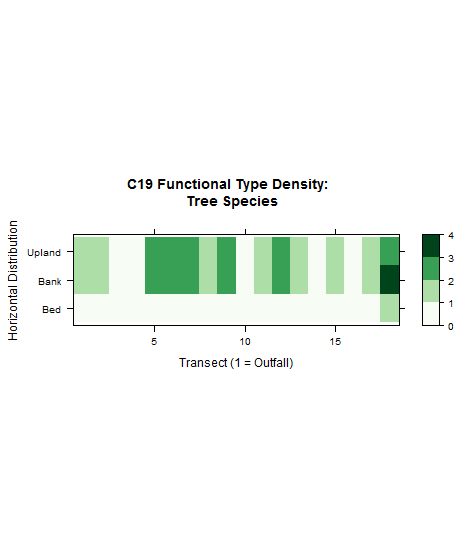 C19 Functional Type Density:
Tree Species
Horizontal Distribution
Upland
Bank
Bed
5 10 15
Transect (1 = Outfall)
4
3
2
1
0